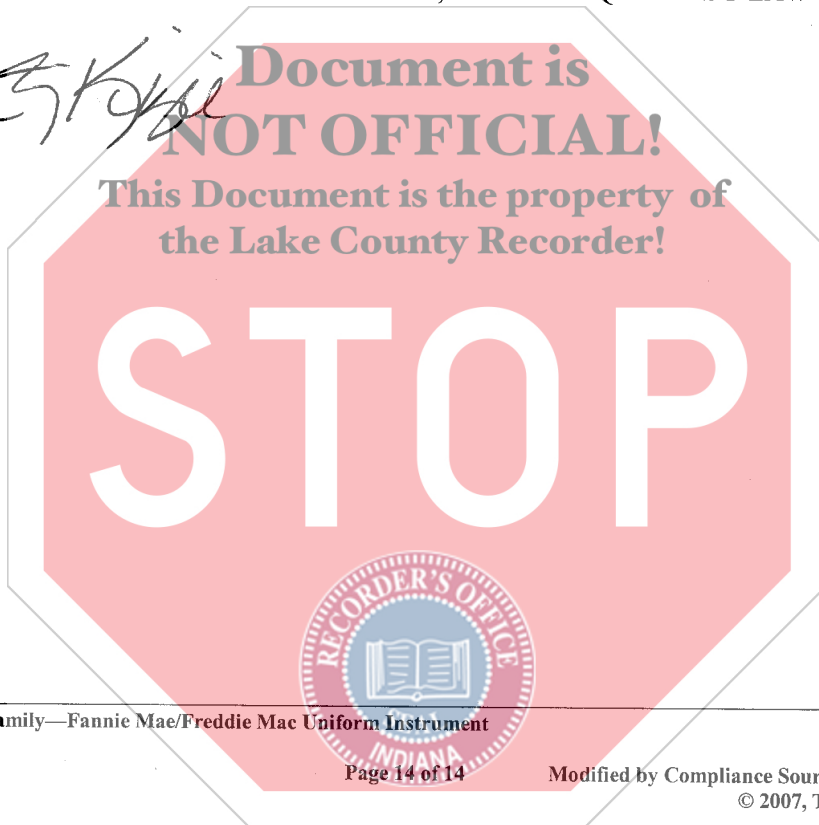 Document is
NOT OFFICIAL!
This Document is the property of
the Lake County Recorder!
STOP
RECORDER'S OFFICE
INDIANA
amily—Fannie Mae/Freddie Mac Uniform Instrument
Page 14 of 14
Modified by Compliance Sour
© 2007, T